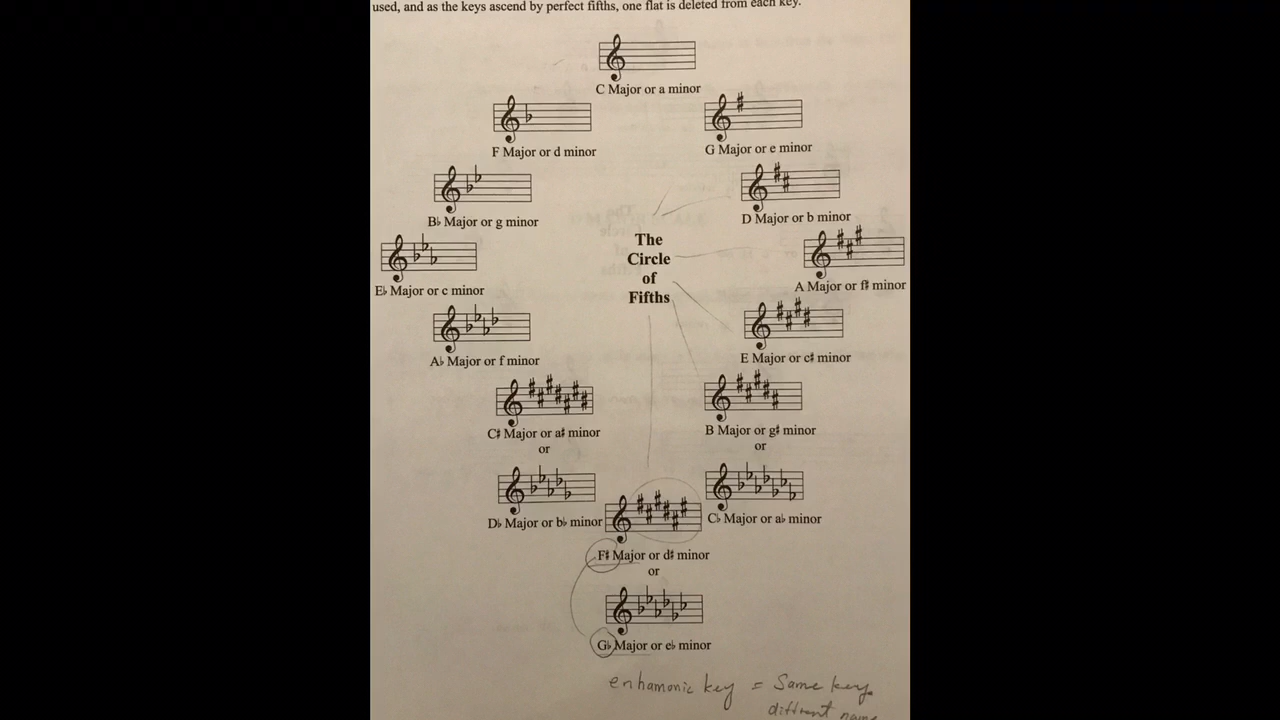 used, and as the keys ascend by perfect fifths, one flat is deleted from each key.
C Major or a minor
F Major or d minor
G Major or e minor
B♭ Major or g minor
D Major or b minor
The
Circle
of
Fifths
E♭ Major or c minor
A Major or f♯ minor
A♭ Major or f minor
E Major or c♯ minor
C♯ Major or a♯ minor
or
B Major or g♯ minor
or
D♭ Major or b♭ minor
C♭ Major or a♭ minor
F♯ Major or d♯ minor
or
G♭ Major or e♭ minor
enhamonic key = Same key
diffrent name